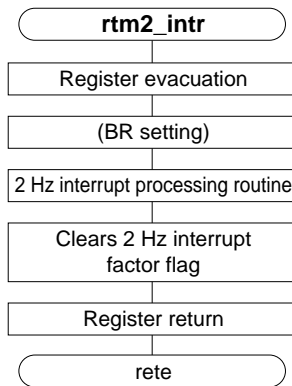 rtm2_intr
Register evacuation
(BR setting)
2 Hz interrupt processing routine
Clears 2 Hz interrupt
factor flag
Register return
rete